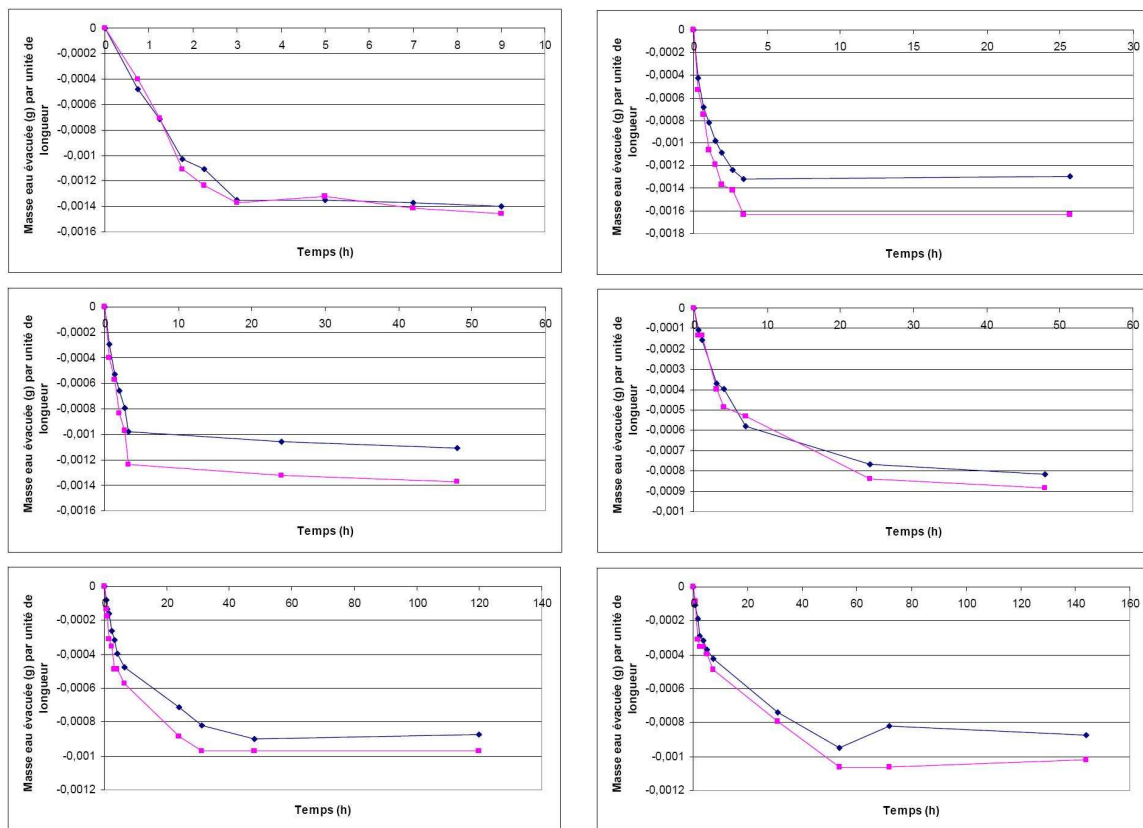 0
-0,0002
-0,0004
-0,0006
-0,0008
-0,001
-0,0012
-0,0014
-0,0016
0 1 2 3 4 5 6 7 8 9 10
Masse eau évacuée (g) par unité de
longueur
Temps (h)
0
-0,0002
-0,0004
-0,0006
-0,0008
-0,001
-0,0012
-0,0014
-0,0016
-0,0018
0 5 10 15 20 25 30
Masse eau évacuée (g) par unité de
longueur
Temps (h)
0
-0,0002
-0,0004
-0,0006
-0,0008
-0,001
-0,0012
-0,0014
-0,0016
0 10 20 30 40 50 60
Masse eau évacuée (g) par unité de
longueur
Temps (h)
0
-0,0001
-0,0002
-0,0003
-0,0004
-0,0005
-0,0006
-0,0007
-0,0008
-0,0009
-0,001
0 10 20 30 40 50 60
Masse eau évacuée (g) par unité de
longueur
Temps (h)
0
-0,0002
-0,0004
-0,0006
-0,0008
-0,001
-0,0012
0 20 40 60 80 100 120 140
Masse eau évacuée (g) par unité de
longueur
Temps (h)
0
-0,0002
-0,0004
-0,0006
-0,0008
-0,001
-0,0012
0 20 40 60 80 100 120 140 160
Masse eau évacuée (g) par unité de
longueur
Temps (h)